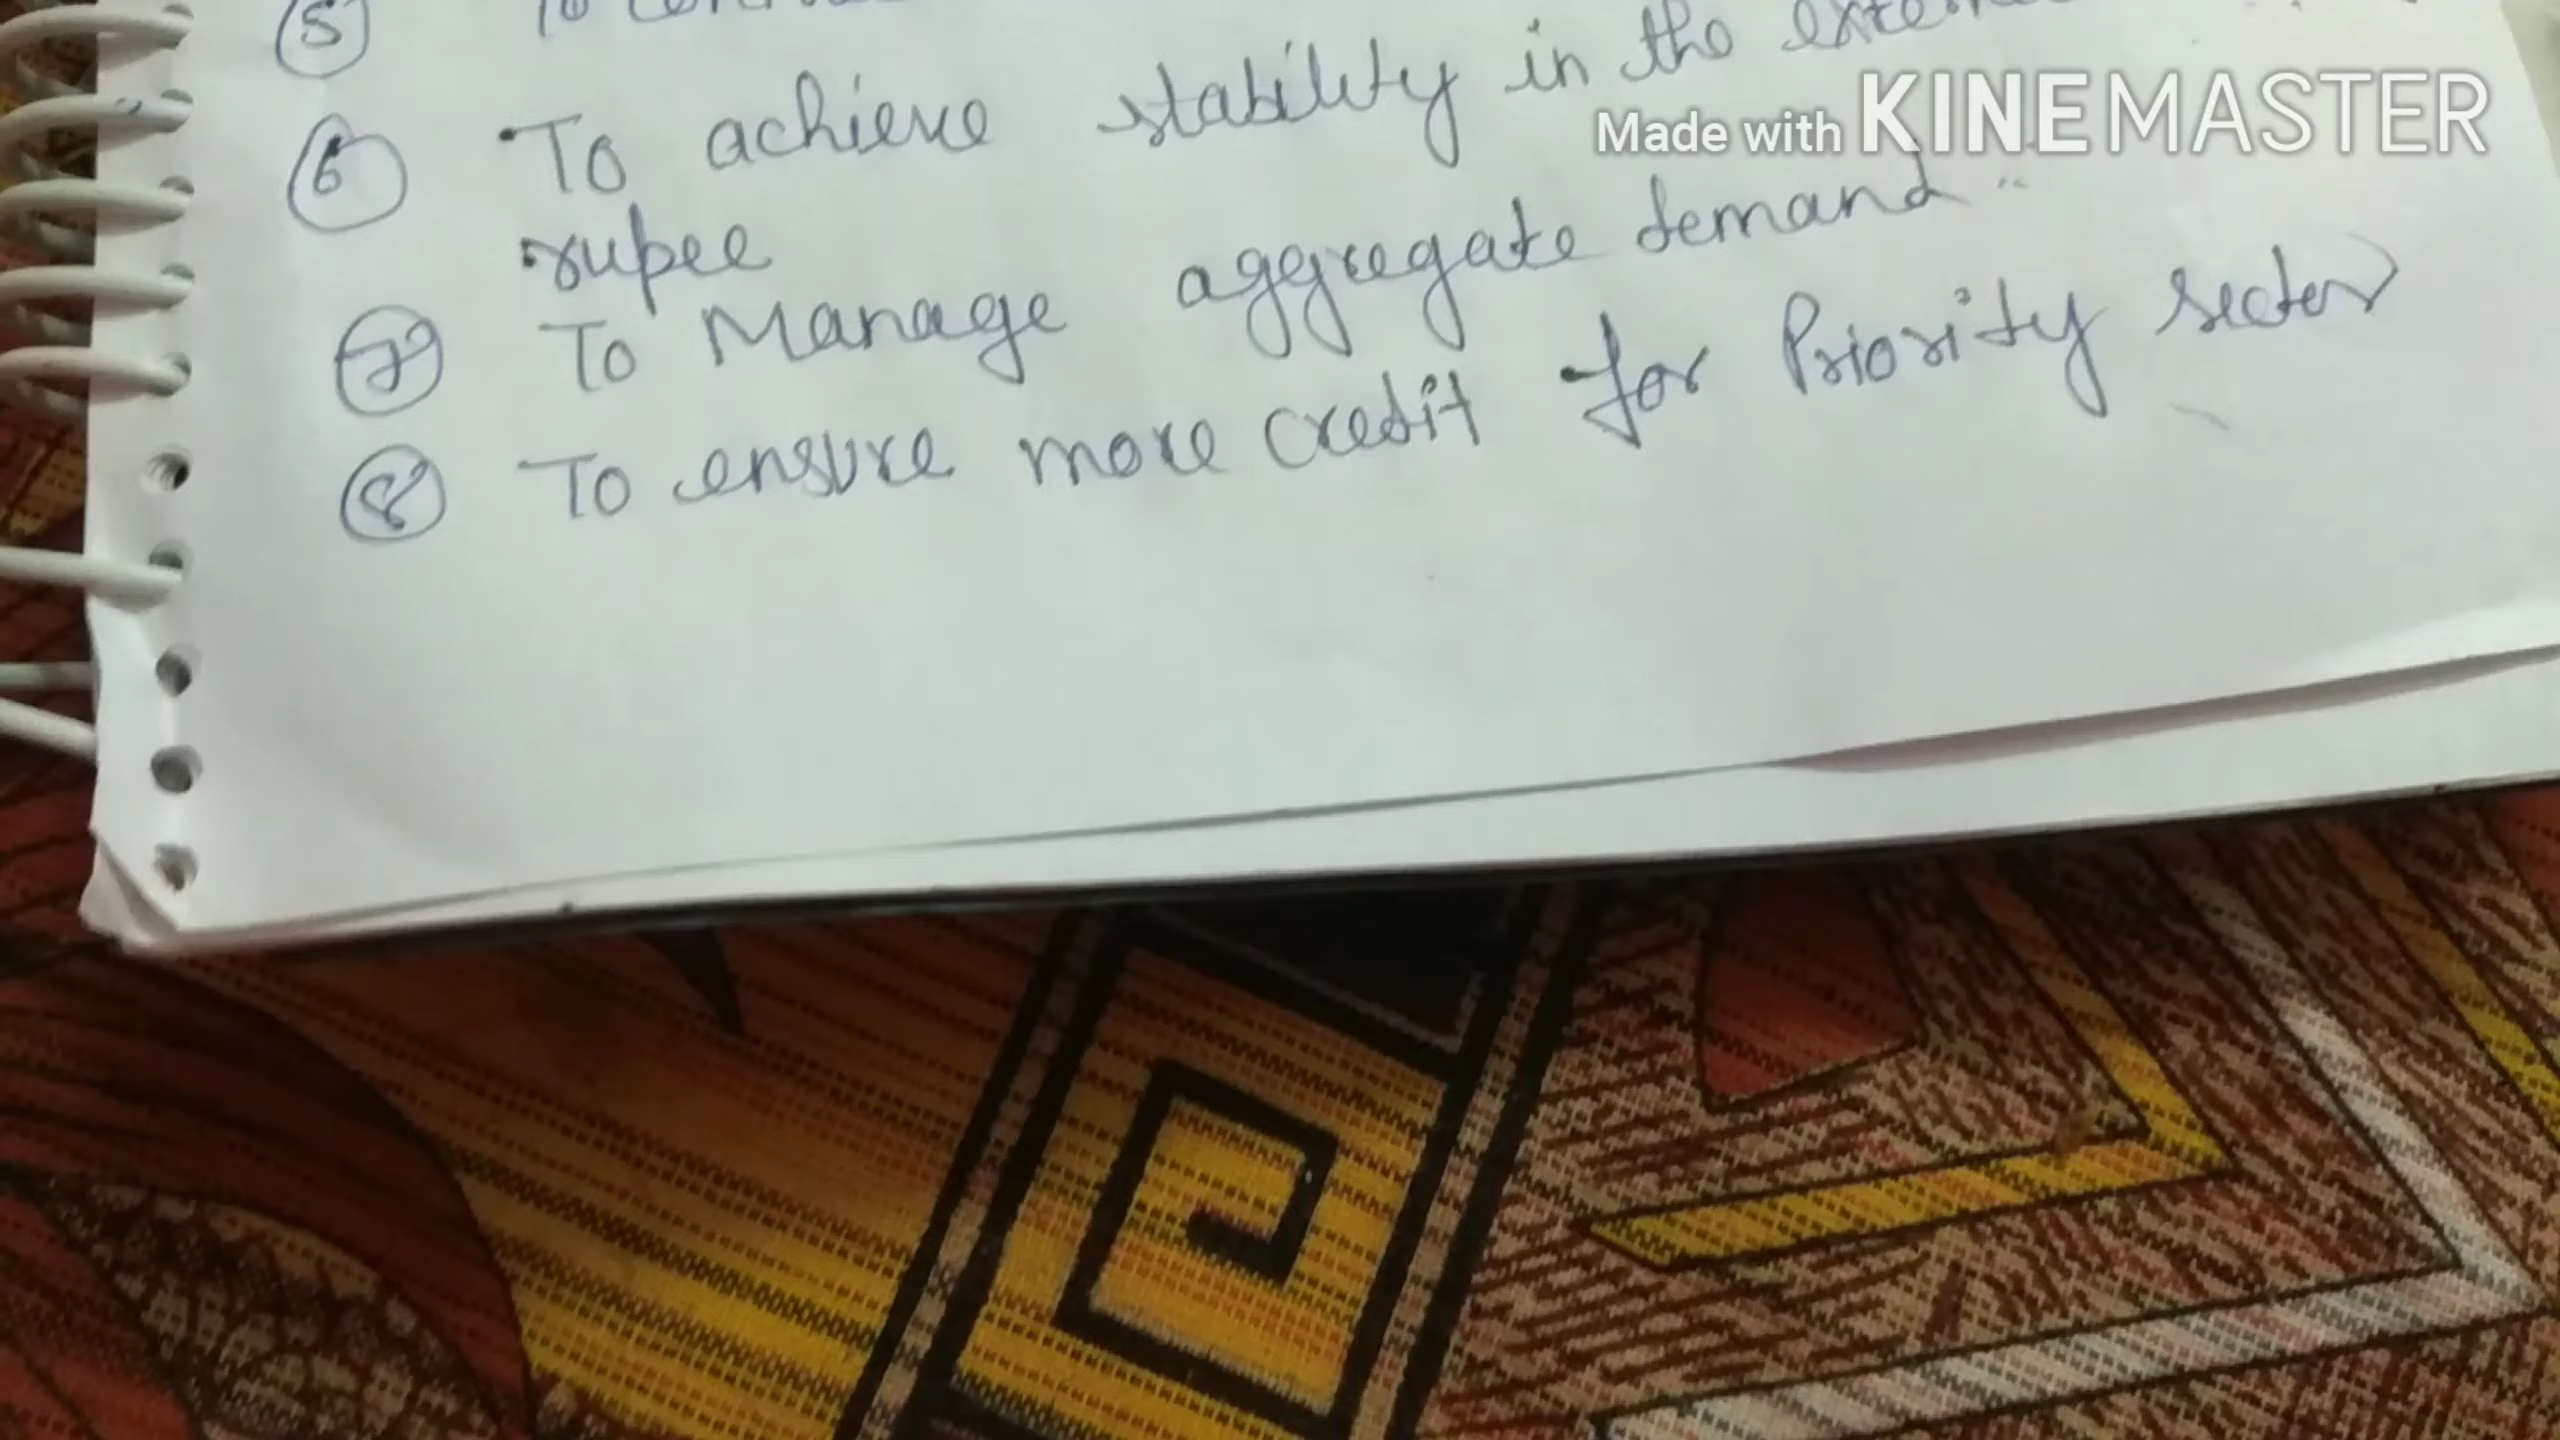 5 To
6 To achieve stability in the
rupee
7 To Manage aggregate demand
8 To ensure more credit for Priority sector
Made with KINEMASTER